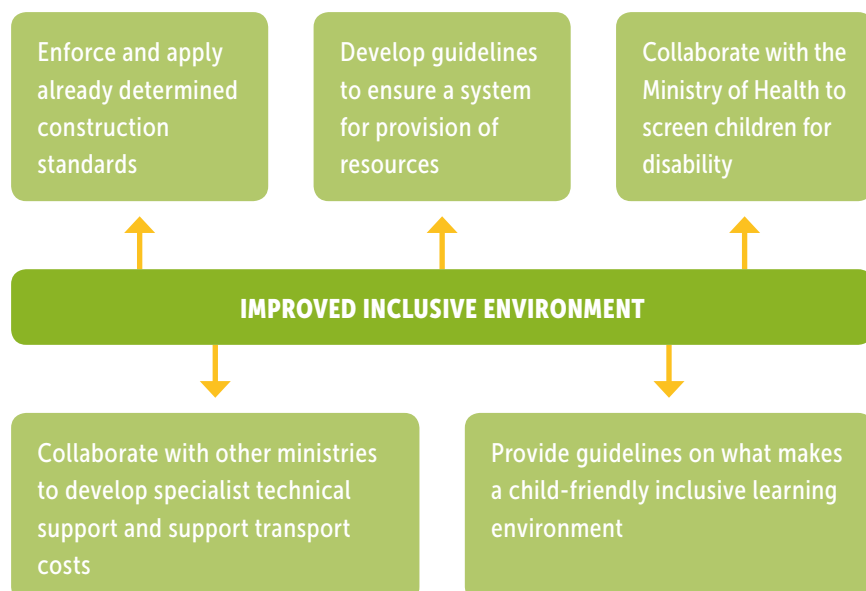 Enforce and apply
already determined
construction
standards
Develop guidelines
to ensure a system
for provision of
resources
Collaborate with the
Ministry of Health to
screen children for
disability
IMPROVED INCLUSIVE ENVIRONMENT
Collaborate with other ministries
to develop specialist technical
support and support transport
costs
Provide guidelines on what makes
a child-friendly inclusive learning
environment